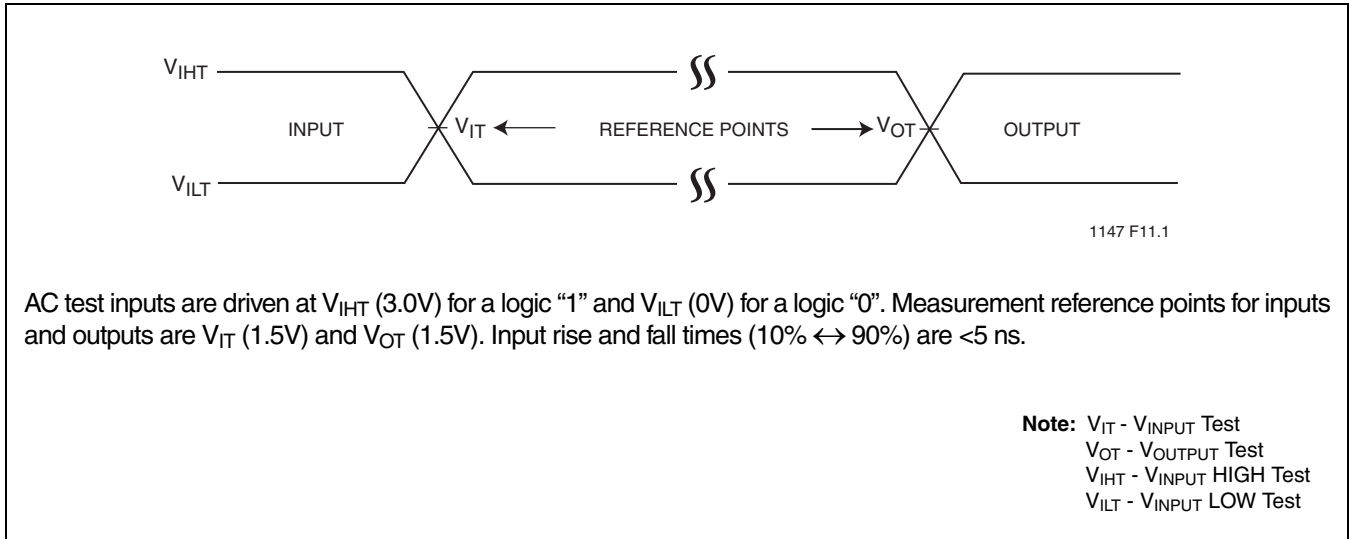 VIHT
INPUT VIT REFERENCE POINTS VOT OUTPUT
VILT
1147 F11.1
AC test inputs are driven at VIHT (3.0V) for a logic “1” and VILT (0V) for a logic “0”. Measurement reference points for inputs
and outputs are VIT (1.5V) and VOT (1.5V). Input rise and fall times (10% ↔ 90%) are <5 ns.
Note: VIT - VINPUT Test
VOT - VOUTPUT Test
VIHT - VINPUT HIGH Test
VILT - VINPUT LOW Test